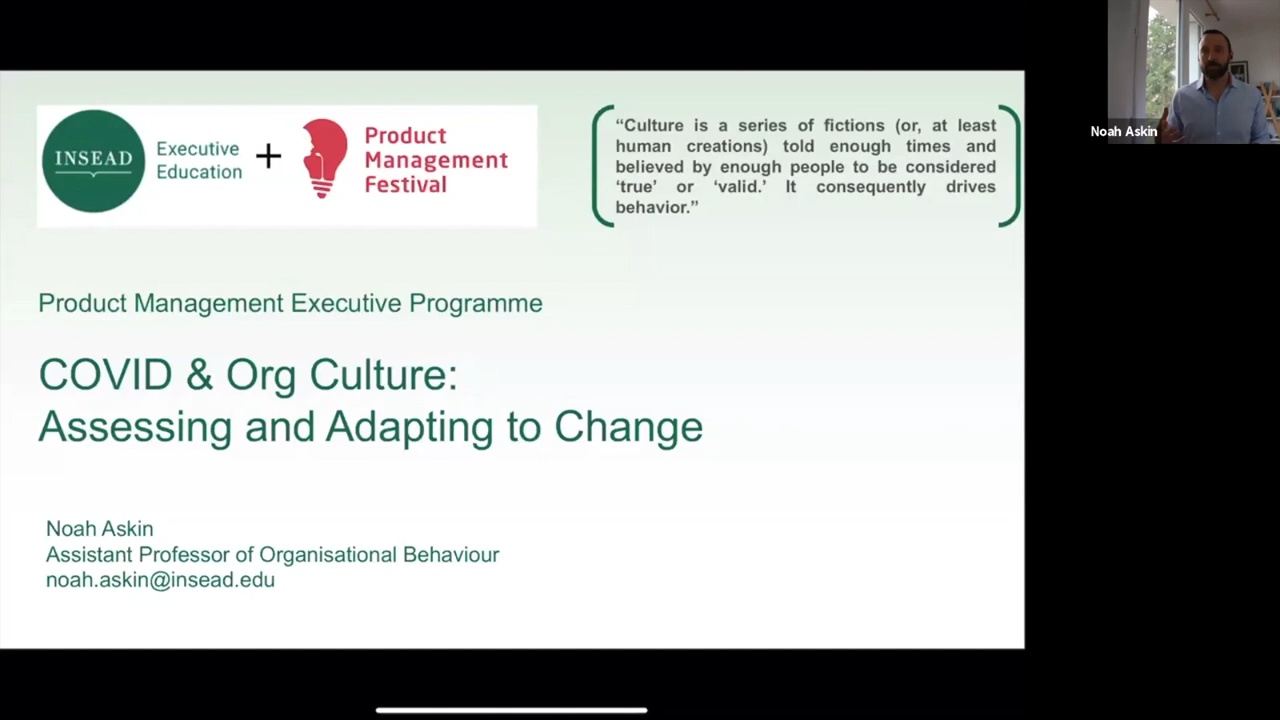 INSEAD
Executive
Education
+
Product
Management
Festival
“Culture is a series of fictions (or, at least
human creations) told enough times and
believed by enough people to be considered
‘true’ or ‘valid.’ It consequently drives
behavior.”
Noah Askin
Product Management Executive Programme
COVID & Org Culture:
Assessing and Adapting to Change
Noah Askin
Assistant Professor of Organisational Behaviour
noah.askin@insead.edu